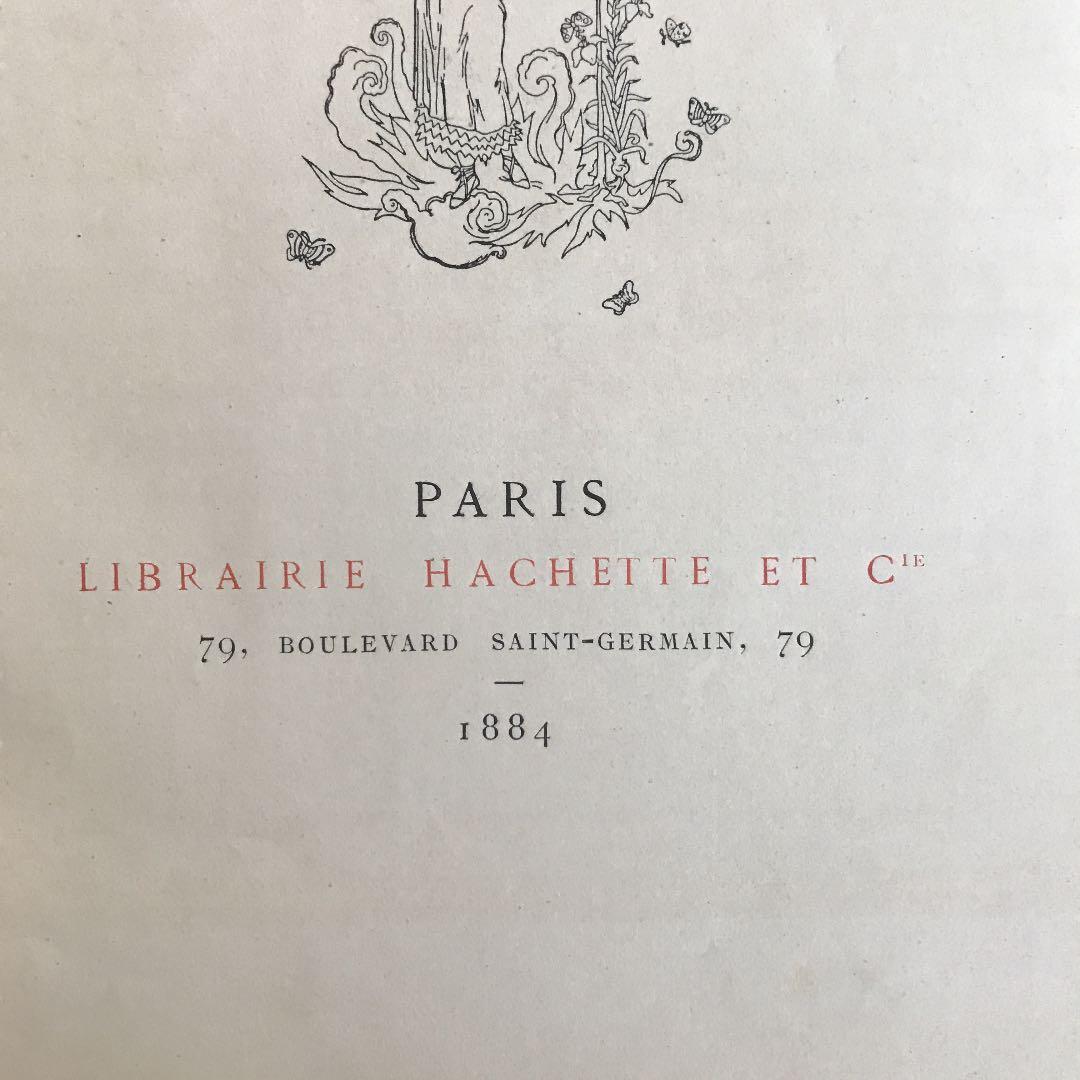 PARIS
LIBRAIRIE HACHETTE ET CIE
79, BOULEVARD SAINT-GERMAIN, 79
—
1884